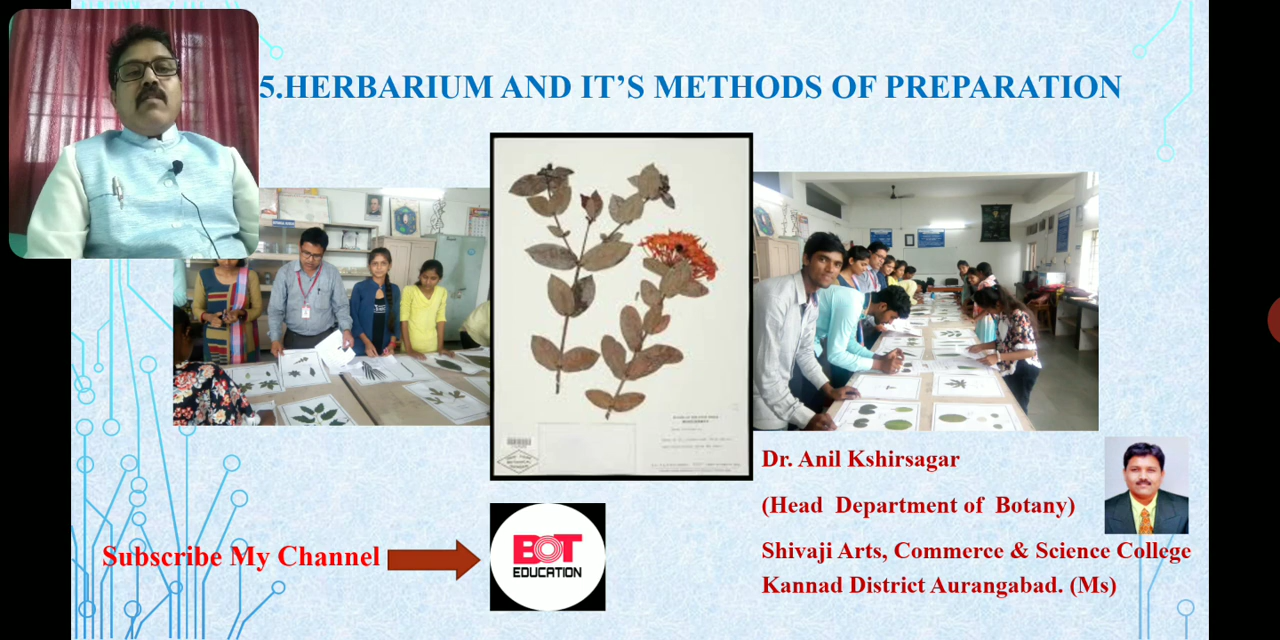 5.HERBARIUM AND IT’S METHODS OF PREPARATION
Dr. Anil Kshirsagar
(Head Department of Botany)
Shivaji Arts, Commerce & Science College
Kannad District Aurangabad. (Ms)
Subscribe My Channel
BOT
EDUCATION